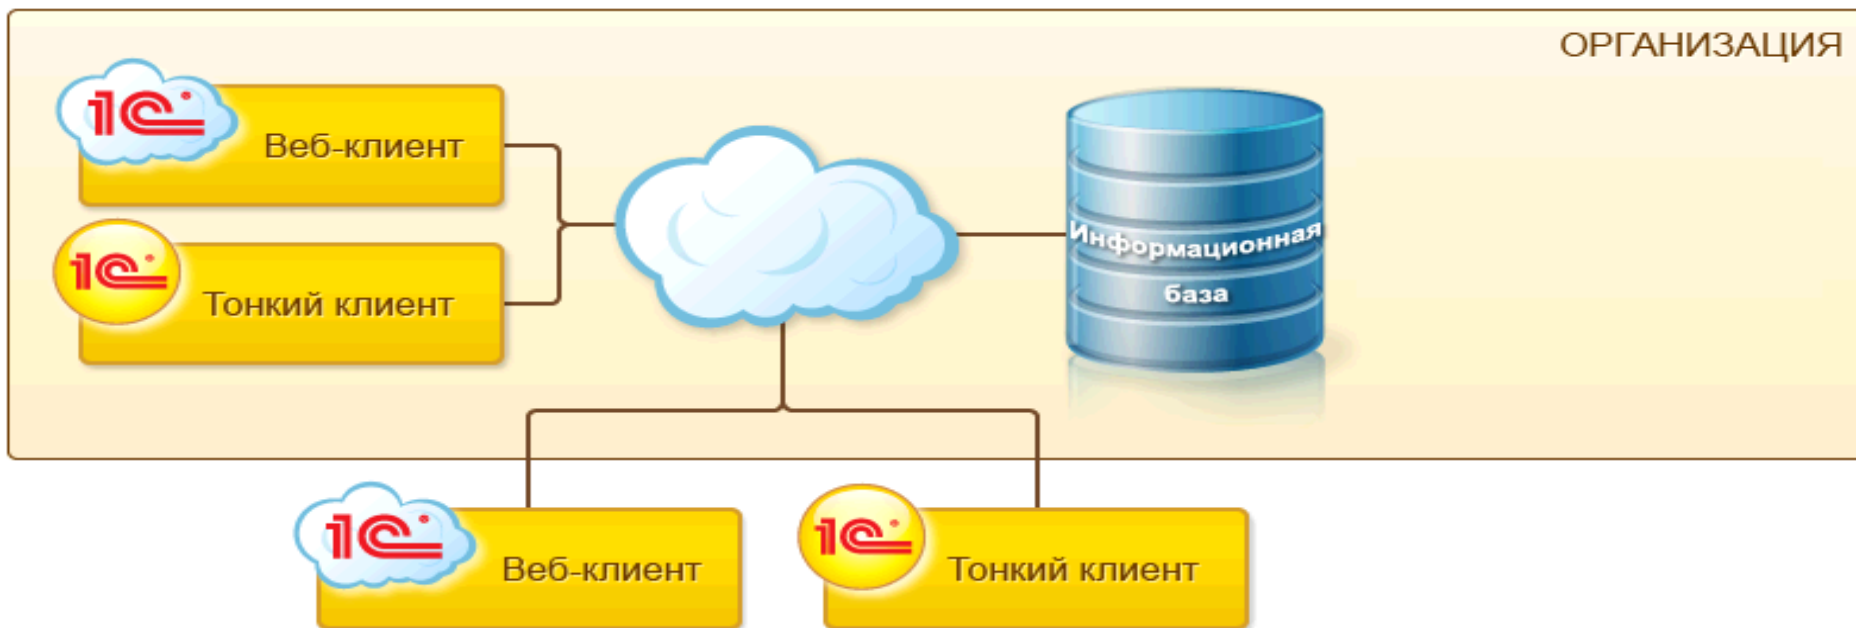 ОРГАНИЗАЦИЯ
1С
Веб-клиент
1С
Тонкий клиент
Информационная
база
1С
Веб-клиент
1С
Тонкий клиент